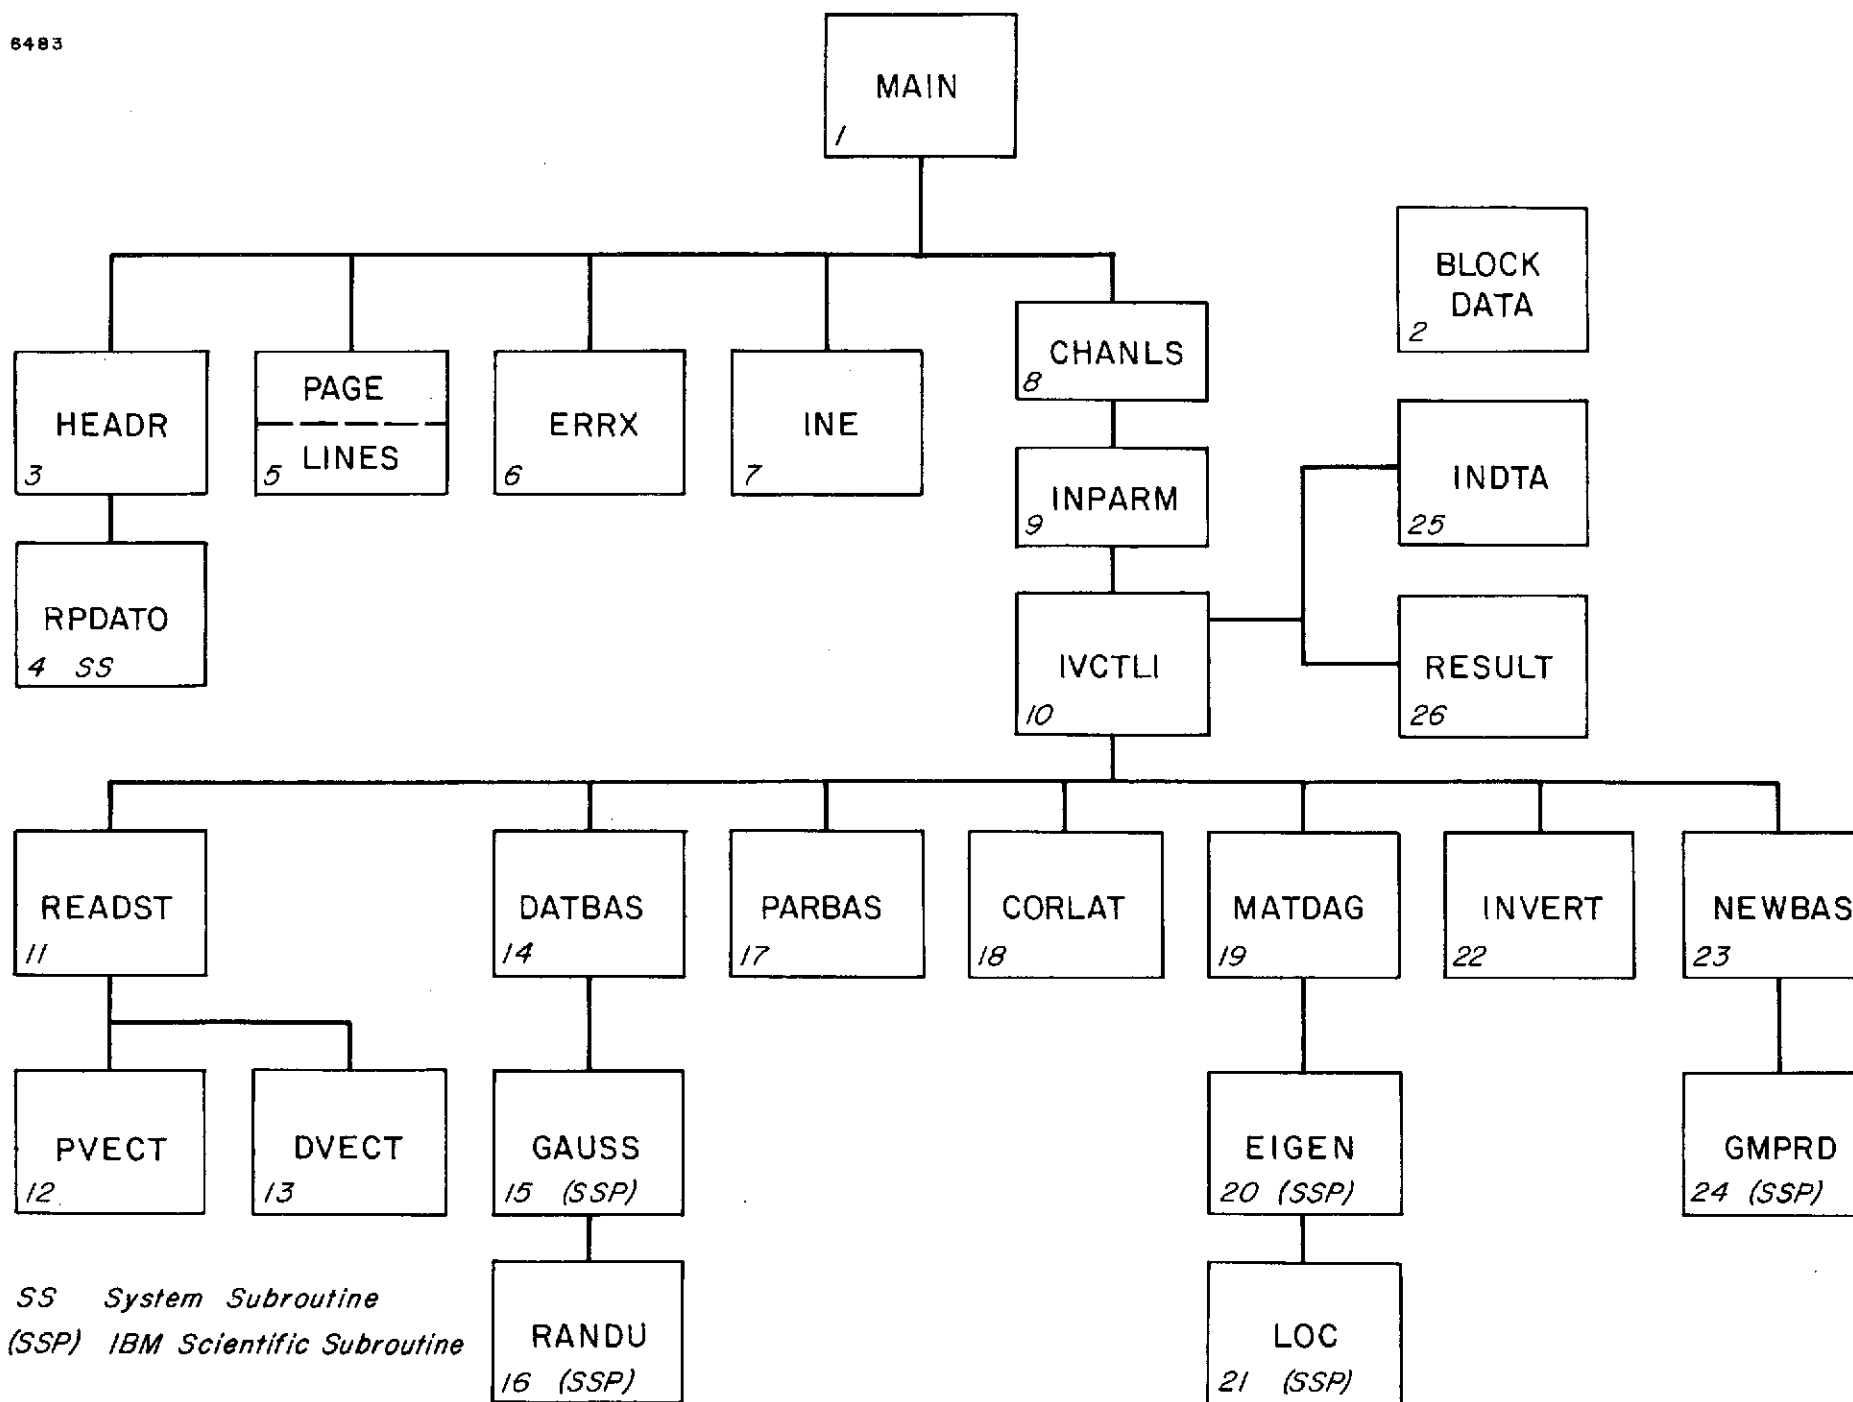 6483
MAIN
1
BLOCK
DATA
2
HEADR
3
PAGE
LINES
5
ERRX
6
INE
7
CHANLS
8
INPARM
9
INDTA
25
RPDATO
4 SS
IVCTLI
10
RESULT
26
READST
11
DATBAS
14
PARBAS
17
CORLAT
18
MATDAG
19
INVERT
22
NEWBAS
23
PVECT
12
DVECT
13
GAUSS
15 (SSP)
EIGEN
20 (SSP)
GMPRD
24 (SSP)
SS System Subroutine
(SSP) IBM Scientific Subroutine
RANDU
16 (SSP)
LOC
21 (SSP)